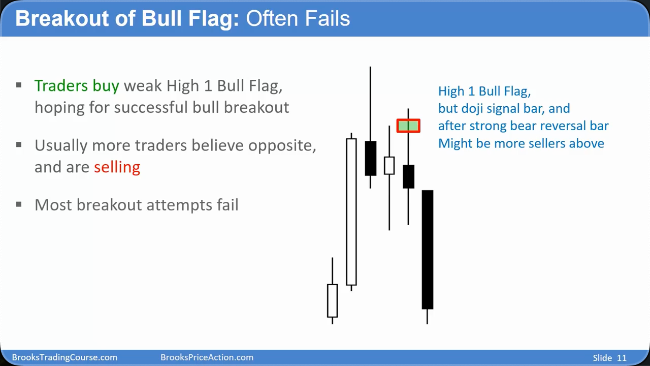 Breakout of Bull Flag: Often Fails
Traders buy weak High 1 Bull Flag,
hoping for successful bull breakout
Usually more traders believe opposite,
and are selling
Most breakout attempts fail
High 1 Bull Flag,
but doji signal bar, and
after strong bear reversal bar
Might be more sellers above
BrooksTradingCourse.com
BrooksPriceAction.com
Slide 11